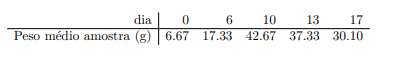 dia 0 6 10 13 17
Peso médio amostra (g) 6.67 17.33 42.67 37.33 30.10